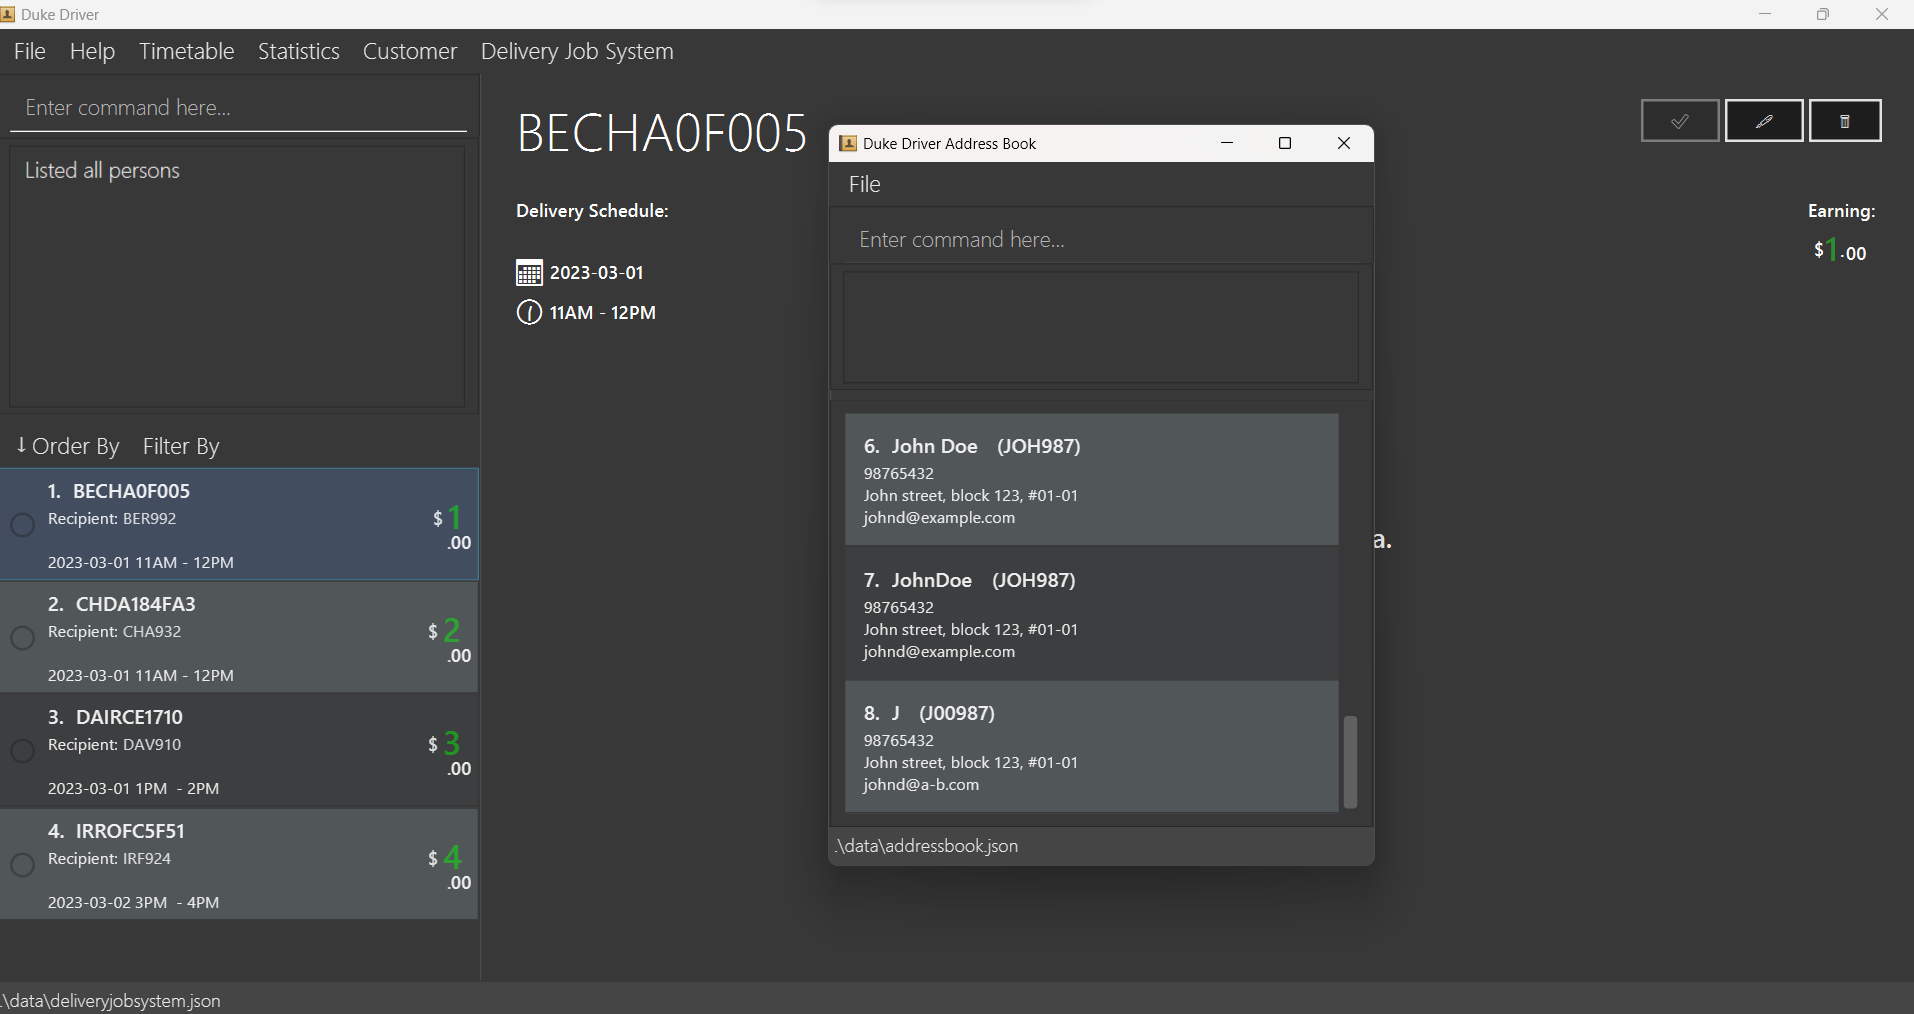 Duke Driver
File Help Timetable Statistics Customer Delivery Job System
Enter command here...
Listed all persons
↓ Order By Filter By
1. BECHA0F005
Recipient: BER992
$1.00
2023-03-01 11AM - 12PM
2. CHDA184FA3
Recipient: CHA932
$2.00
2023-03-01 11AM - 12PM
3. DAIRCE1710
Recipient: DAV910
$3.00
2023-03-01 1PM - 2PM
4. IRROFC5F51
Recipient: IRF924
$4.00
2023-03-02 3PM - 4PM
BECHA0F005
Delivery Schedule:
2023-03-01
11AM - 12PM
Earning:
$1.00
a.
Duke Driver Address Book
File
Enter command here...
6. John Doe (JOH987)
98765432
John street, block 123, #01-01
johnd@example.com
7. JohnDoe (JOH987)
98765432
John street, block 123, #01-01
johnd@example.com
8. J (J00987)
98765432
John street, block 123, #01-01
johnd@a-b.com
.\data\addressbook.json
.\data\deliveryjobsystem.json